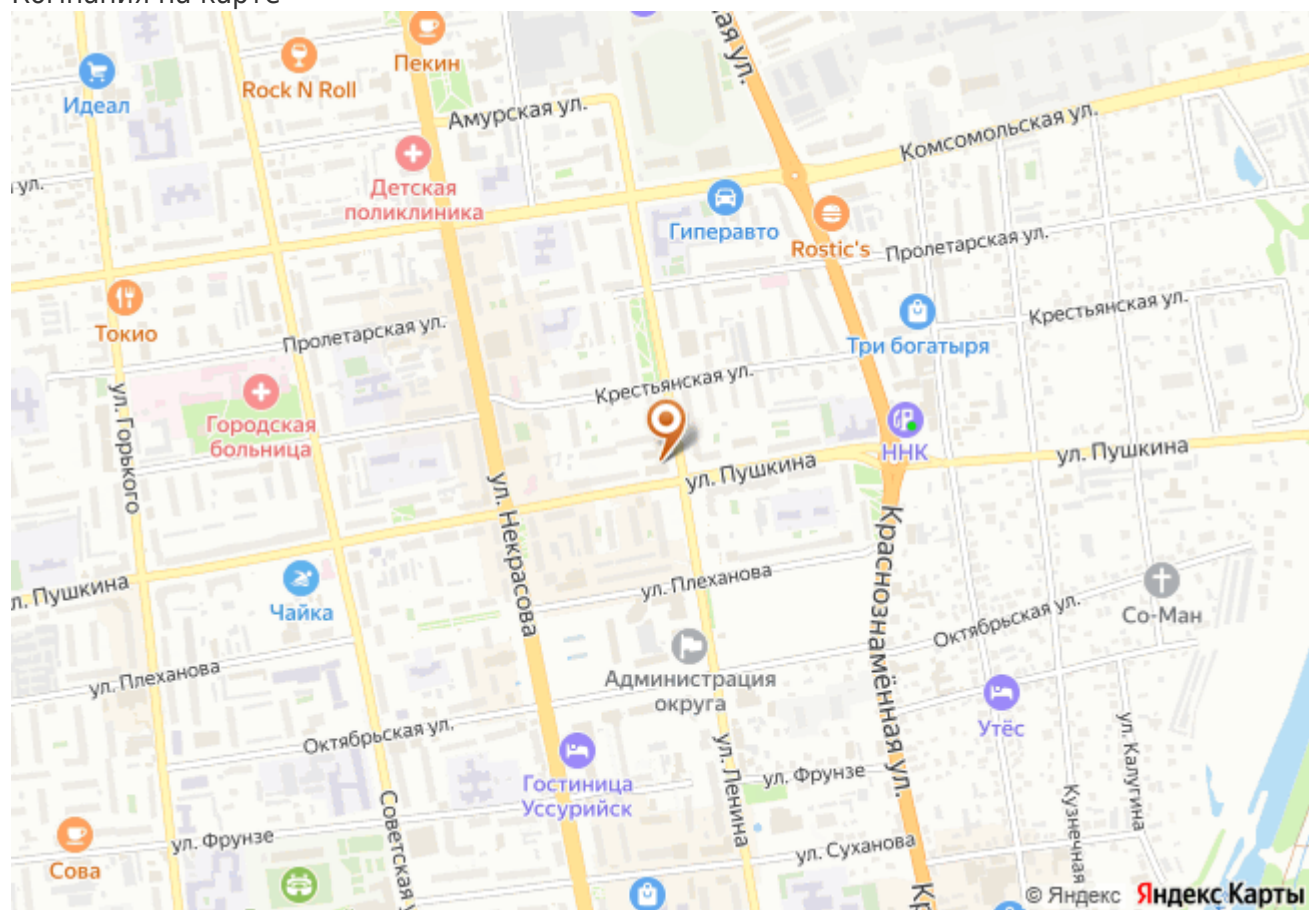 Компания на карте
Пекин
Rock N Roll
Идеал
ая ул.
Амурская ул.
Комсомольская ул.
ул.
Детская
поликлиника
Гиперавто
Rostic's
Пролетарская ул.
Токио
Пролетарская ул.
Крестьянская ул.
Три богатыря
Крестьянская ул.
ул. Горького
Городская
больница
ННК
ул. Пушкина
ул. Пушкина
ул. Некрасова
Краснознамённая ул.
л. Пушкина
Чайка
ул. Плеханова
Со-Ман
Октябрьская ул.
ул. Плеханова
Администрация
округа
Утёс
Октябрьская ул.
ул. Ленина
ул. Калугина
Гостиница
Уссурийск
ул. Фрунзе
Кузнечная
Советская у
Сова
ул. Фрунзе
ул. Суханова
Кр
© Яндекс Яндекс Карты